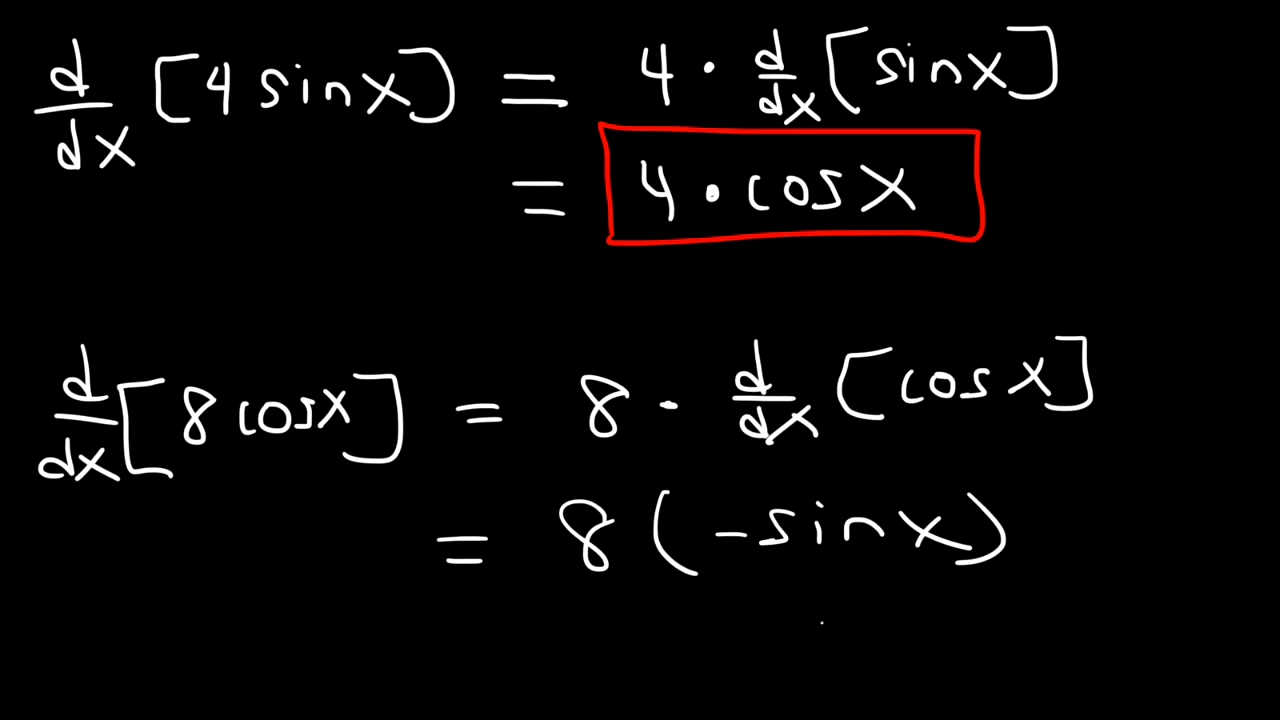 d/dx [4 sinx] = 4 · d/dx [sinx]
= 4 · cosx
d/dx [8 cosx] = 8 · d/dx [cosx]
= 8 (-sinx)